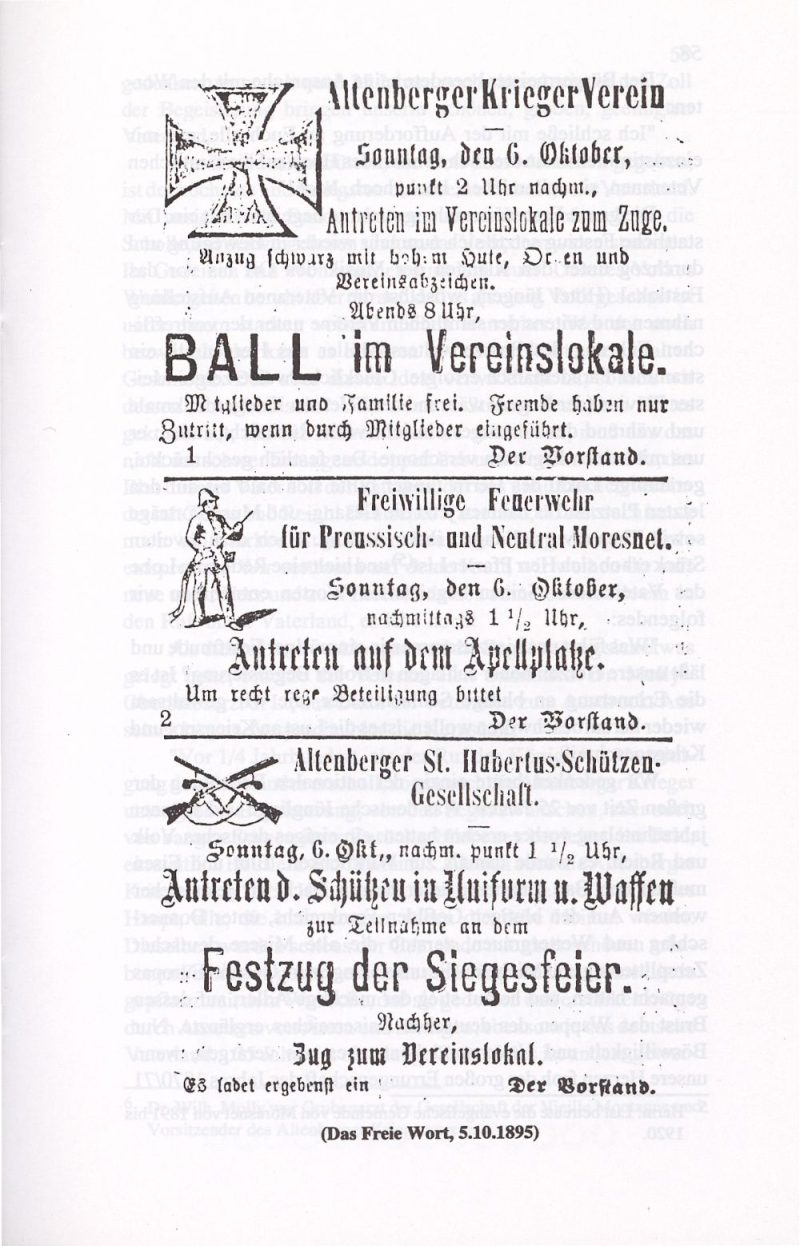 Altenberger KriegerVerein
Sonntag, den 6. Oktober,
punkt 2 Uhr nachm.,
Antreten im Vereinslokale zum Zuge.
Anzug schwarz mit hohem Hute, Or en und
Vereinsabzeichen.
Abends 8 Uhr,
BALL im Vereinslokale.
Mitglieder und Familie frei. Fremde haben nur
Zutritt, wenn durch Mitglieder eingeführt.
1 Der Vorstand.
Freiwillige Feuerwehr
für Preussisch- und Neutral-Moresnet.
Sonntag, den 6. Oktober,
nachmittags 1 1/2 Uhr,
Antreten auf dem Apellplatze.
Um recht rege Beteiligung bittet
2 Der Vorstand.
Altenberger St. Hubertus-Schützen-
Gesellschaft.
Sonntag, 6. Okt., nachm. punkt 1 1/2 Uhr,
Antreten d. Schützen in Uniform u. Waffen
zur Teilnahme an dem
Festzug der Siegesfeier.
Nachher,
Zug zum Vereinslokal.
Es ladet ergebenst ein Der Vorstand.
(Das Freie Wort, 5.10.1895)